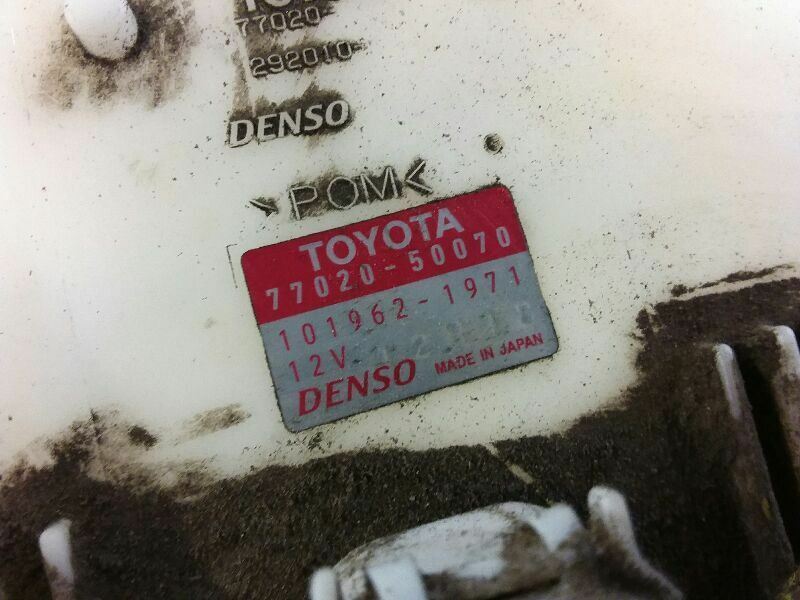 77020-
292010-
DENSO
>POM<
TOYOTA
77020-50070
101962-1971
12V
DENSO MADE IN JAPAN